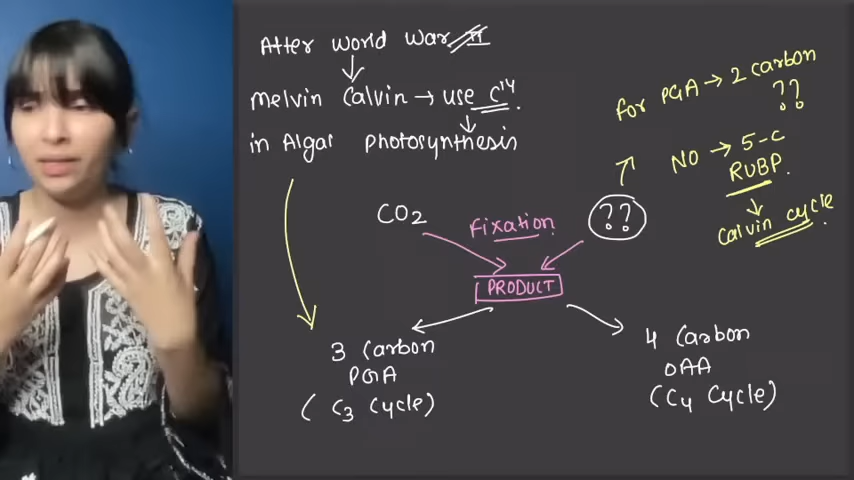 After world war II
Melvin Calvin → use C¹⁴.
in Algal photosynthesis
for PGA → 2 carbon
??
NO → 5-C
RUBP.
Calvin cycle
CO2
Fixation
??
PRODUCT
3 Carbon
PGA
( C3 Cycle)
4 Carbon
OAA
(C4 Cycle)